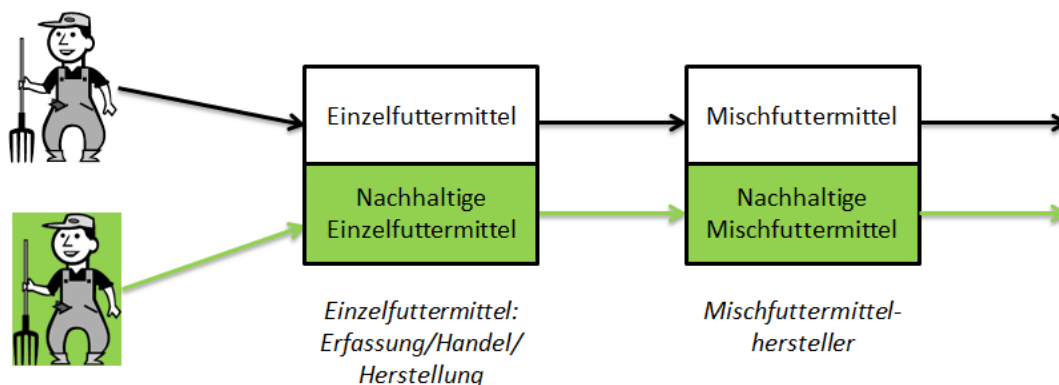 Einzelfuttermittel
Mischfuttermittel
Nachhaltige
Einzelfuttermittel
Nachhaltige
Mischfuttermittel
Einzelfuttermittel:
Erfassung/Handel/
Herstellung
Mischfuttermittel-
hersteller